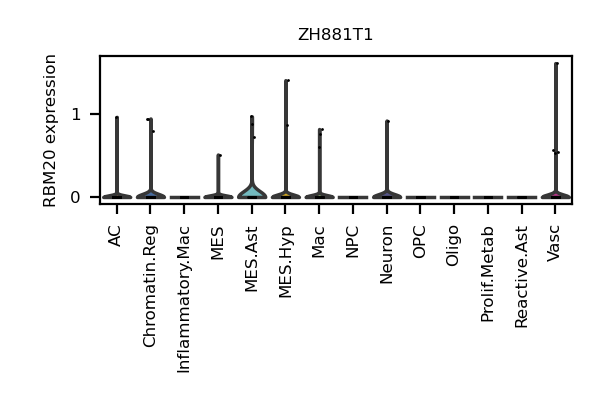 ZH881T1
RBM20 expression
1
0
AC
Chromatin.Reg
Inflammatory.Mac
MES
MES.Ast
MES.Hyp
Mac
NPC
Neuron
OPC
Oligo
Prolif.Metab
Reactive.Ast
Vasc